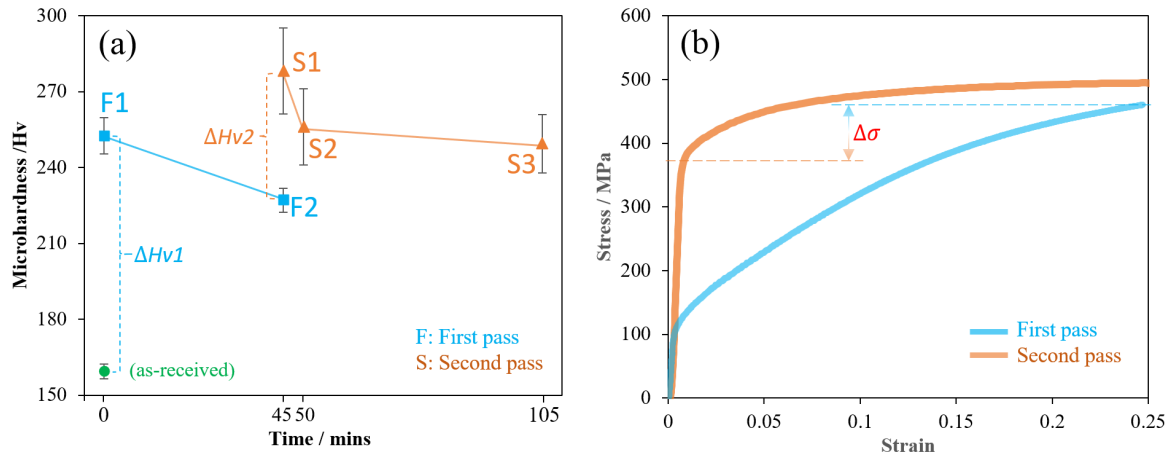 (a)
300
270
240
210
180
150
Microhardness /Hv
F1
ΔHv1
(as-received)
F2
ΔHv2
S1
S2
S3
F: First pass
S: Second pass
0
45
50
105
Time / mins
(b)
600
500
400
300
200
100
0
Stress / MPa
Δσ
First pass
Second pass
0
0.05
0.1
0.15
0.2
0.25
Strain